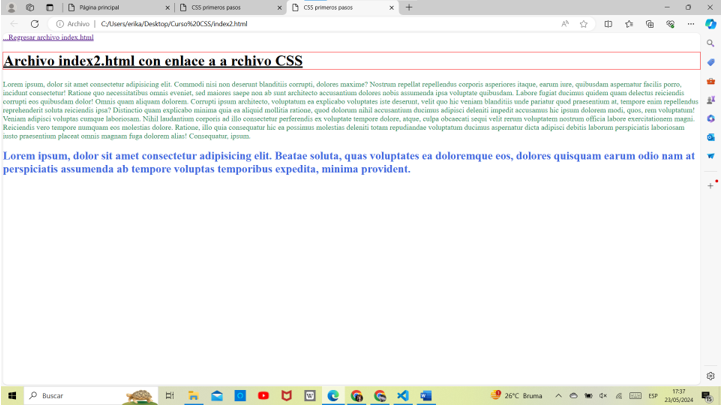 Página principal
CSS primeros pasos
CSS primeros pasos
Archivo
C:/Users/erika/Desktop/Curso%20CSS/index2.html
...Regresar archivo index.html
Archivo index2.html con enlace a a rchivo CSS
Lorem ipsum, dolor sit amet consectetur adipisicing elit. Commodi nisi non deserunt blanditiis corrupti, dolores maxime? Nostrum repellat repellendus corporis asperiores itaque, earum iure, quibusdam aspernatur facilis porro,
incidunt consectetur! Ratione quo necessitatibus omnis eveniet, sed maiores saepe nou ab sunt architecto accusantium dolores nobis assumenda ipsa voluptate quibusdam. Labore fugiat ducimus quidem quam delectus reiciendis
corrupti eos quibusdam dolor! Omnis quam aliquam dolorem. Corrupti ipsum architecto, voluptatum ea explicabo voluptates iste deserunt, velit quo hic veniam blanditiis unde pariatur quod praesentium at, tempore enim repellendus
reprehenderit soluta reiciendis ipsa? Distinctio quam explicabo minima quia ea aliquid mollitia ratione, quod dolorum nihil accusantium ducimus adipisci deleniti impedit accusamus hic odit, quos, rem voluptatum voluptatem!
Veniam adipisci voluptas cumque laboriosam. Nihil laudantium corporis ad illo consectetur perferendis ex voluptate tempore dolore, atque, culpa obcaecati sequi velit rerum voluptatem nostrum officia labore exercitationem magni.
Reiciendis vero tempore numquam eos molestias dolore. Ratione, illo quia consequatur hic ea possimus molestias deleniti totam repudiandae voluptatum ducimus aspernatur dicta adipisci debitis laborum perspiciatis laboriosam
iusto praesentium placeat omnis magnam fuga dolorem alias! Consequatur, ipsum.
Lorem ipsum, dolor sit amet consectetur adipisicing elit. Beatae soluta, quas voluptates ea doloremque eos, dolores quisquam earum odio nam at
perspiciatis assumenda ab tempore voluptas temporibus expedita, minima provident.
Buscar
26°C Bruma
ESP
17:37
23/05/2024